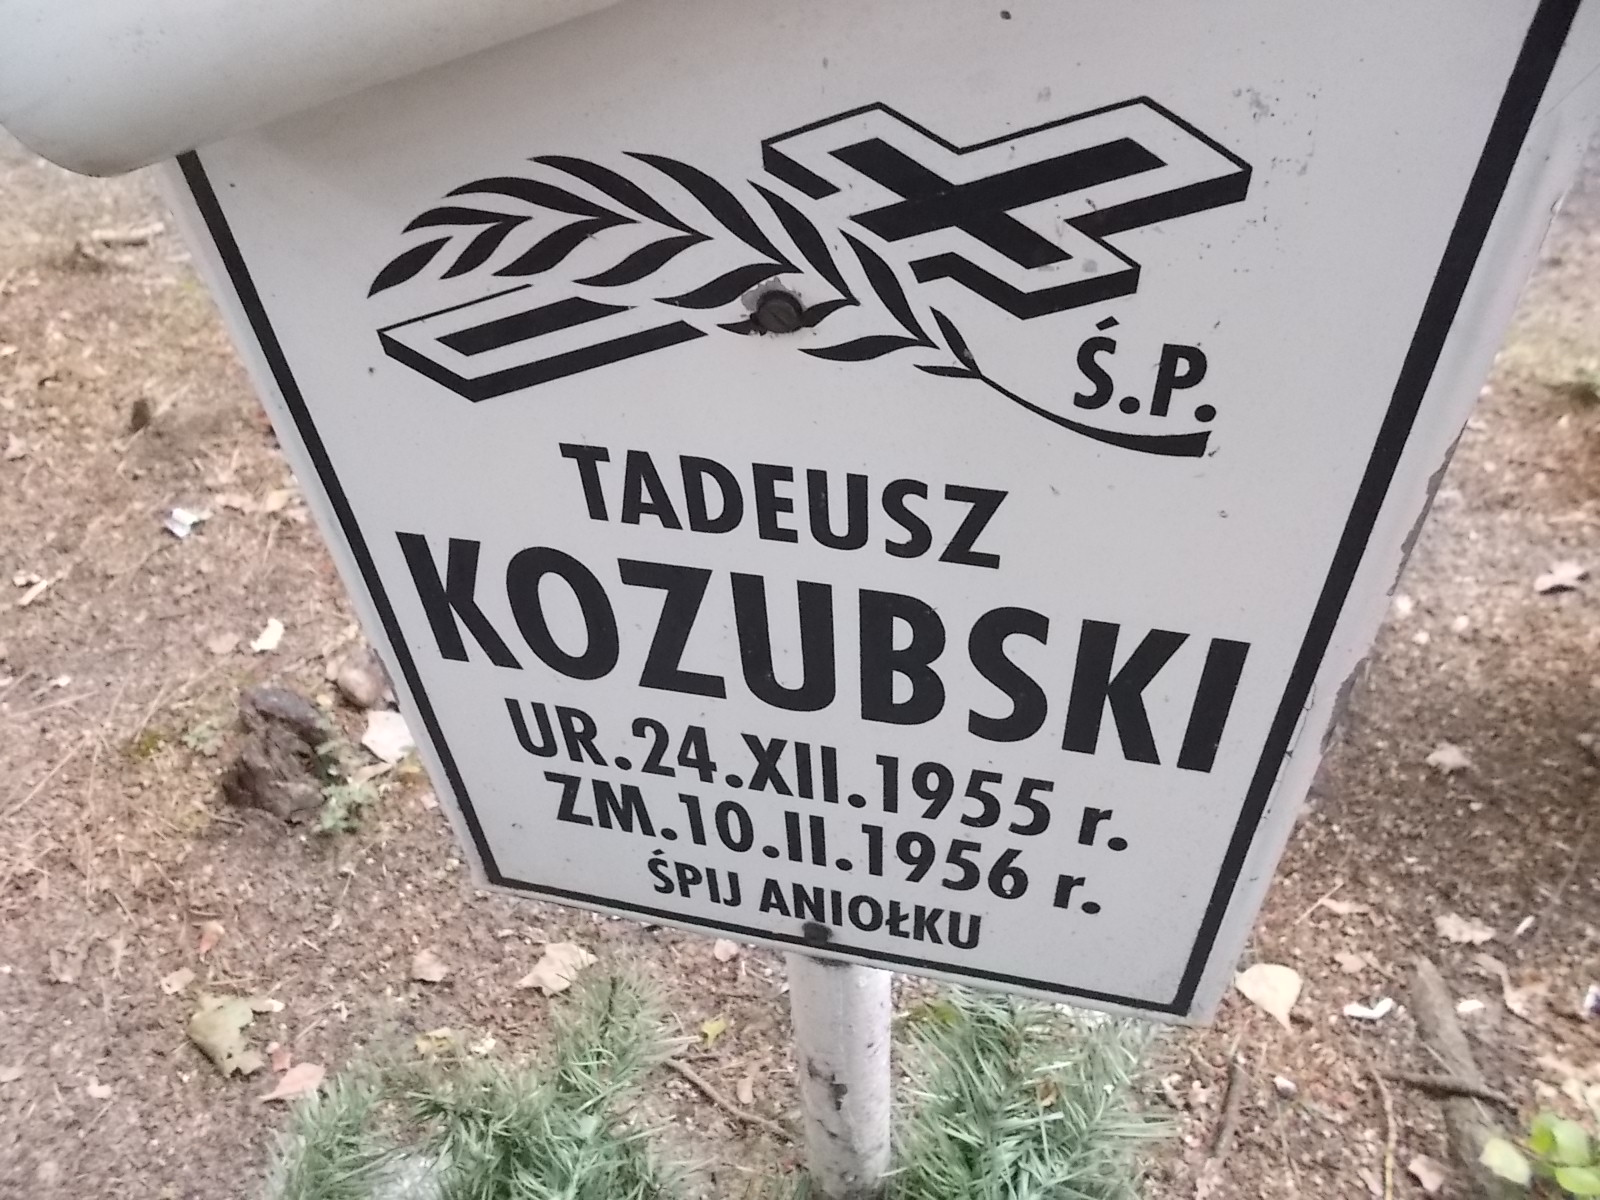 Ś.P.
TADEUSZ
KOZUBSKI
UR.24.XII.1955 r.
ZM.10.II.1956 r.
ŚPIJ ANIOŁKU